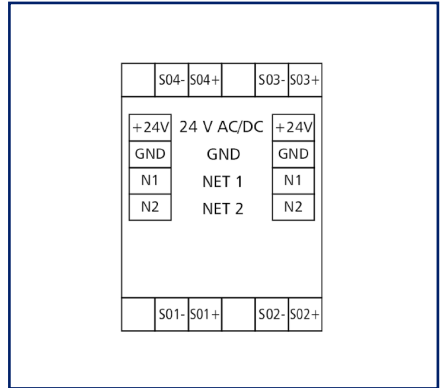 S04- S04+ S03- S03+
+24V 24 V AC/DC +24V
GND GND GND
N1 NET 1 N1
N2 NET 2 N2
S01- S01+ S02- S02+